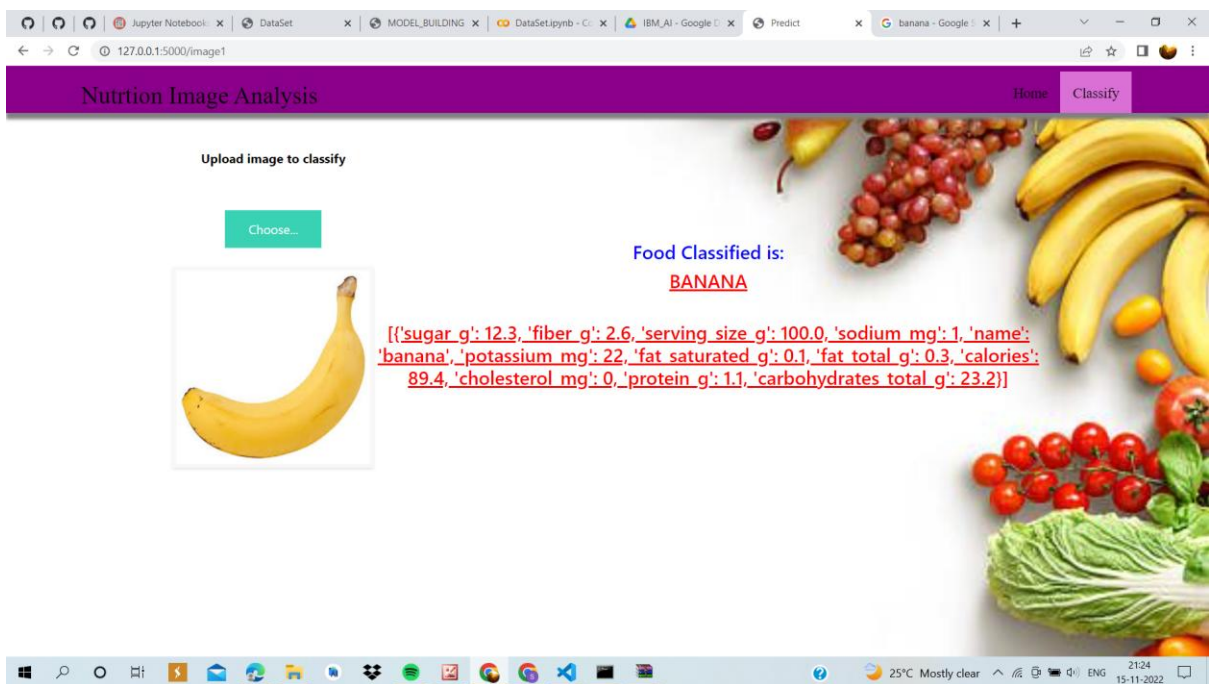 Jupyter Notebook
DataSet
MODEL_BUILDING
DataSet.ipynb - Co
IBM_AI - Google D
Predict
banana - Google S
127.0.0.1:5000/image1
Nutrtion Image Analysis
Home
Classify
Upload image to classify
Choose...
Food Classified is:
BANANA
[{'sugar_g': 12.3, 'fiber_g': 2.6, 'serving_size_g': 100.0, 'sodium_mg': 1, 'name':
'banana', 'potassium_mg': 22, 'fat_saturated_g': 0.1, 'fat_total_g': 0.3, 'calories':
89.4, 'cholesterol_mg': 0, 'protein_g': 1.1, 'carbohydrates_total_g': 23.2}]
25°C Mostly clear
ENG
21:24
15-11-2022